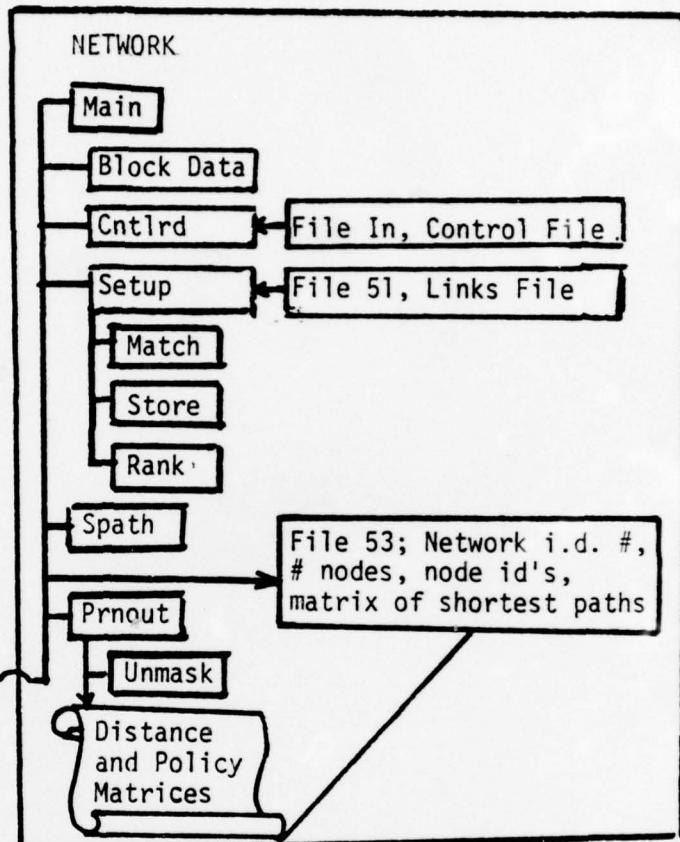 NETWORK
Main
Block Data
Cntlrd
File In, Control File
Setup
File 51, Links File
Match
Store
Rank
Spath
File 53; Network i.d. #,
# nodes, node id's,
matrix of shortest paths
Prnout
Unmask
Distance
and Policy
Matrices